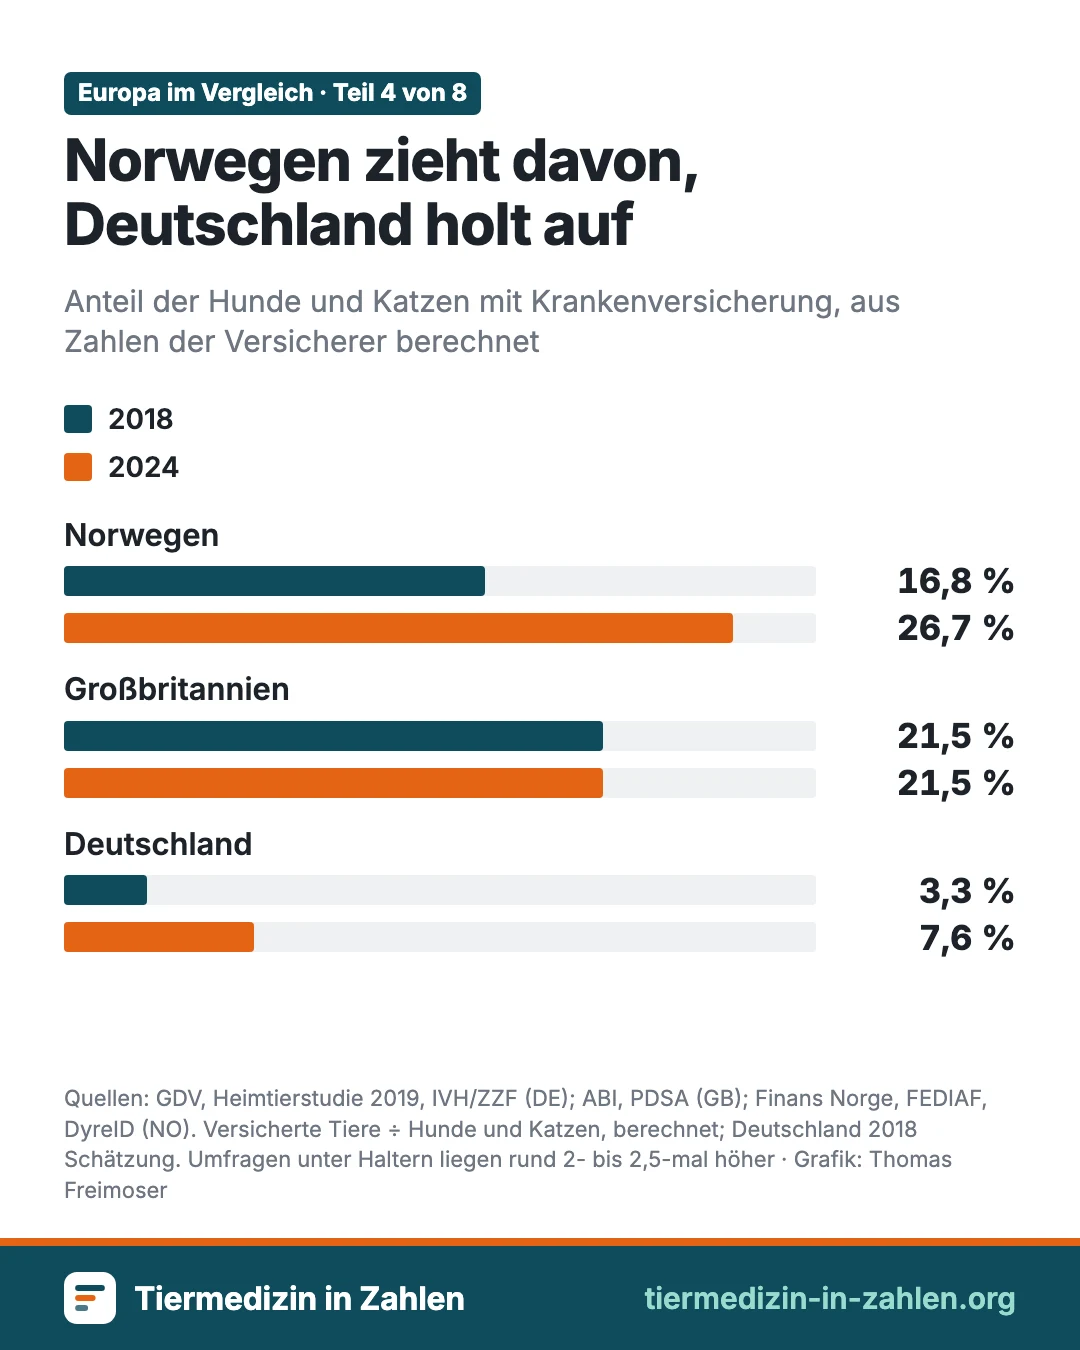 Europa im Vergleich · Teil 4 von 8
Norwegen zieht davon,
Deutschland holt auf
Anteil der Hunde und Katzen mit Krankenversicherung, aus
Zahlen der Versicherer berechnet
2018
2024
Norwegen
16,8 %
26,7 %
Großbritannien
21,5 %
21,5 %
Deutschland
3,3 %
7,6 %
Quellen: GDV, Heimtierstudie 2019, IVH/ZZF (DE); ABI, PDSA (GB); Finans Norge, FEDIAF,
DyreID (NO). Versicherte Tiere ÷ Hunde und Katzen, berechnet; Deutschland 2018
Schätzung. Umfragen unter Haltern liegen rund 2- bis 2,5-mal höher · Grafik: Thomas
Freimoser
Tiermedizin in Zahlen
tiermedizin-in-zahlen.org